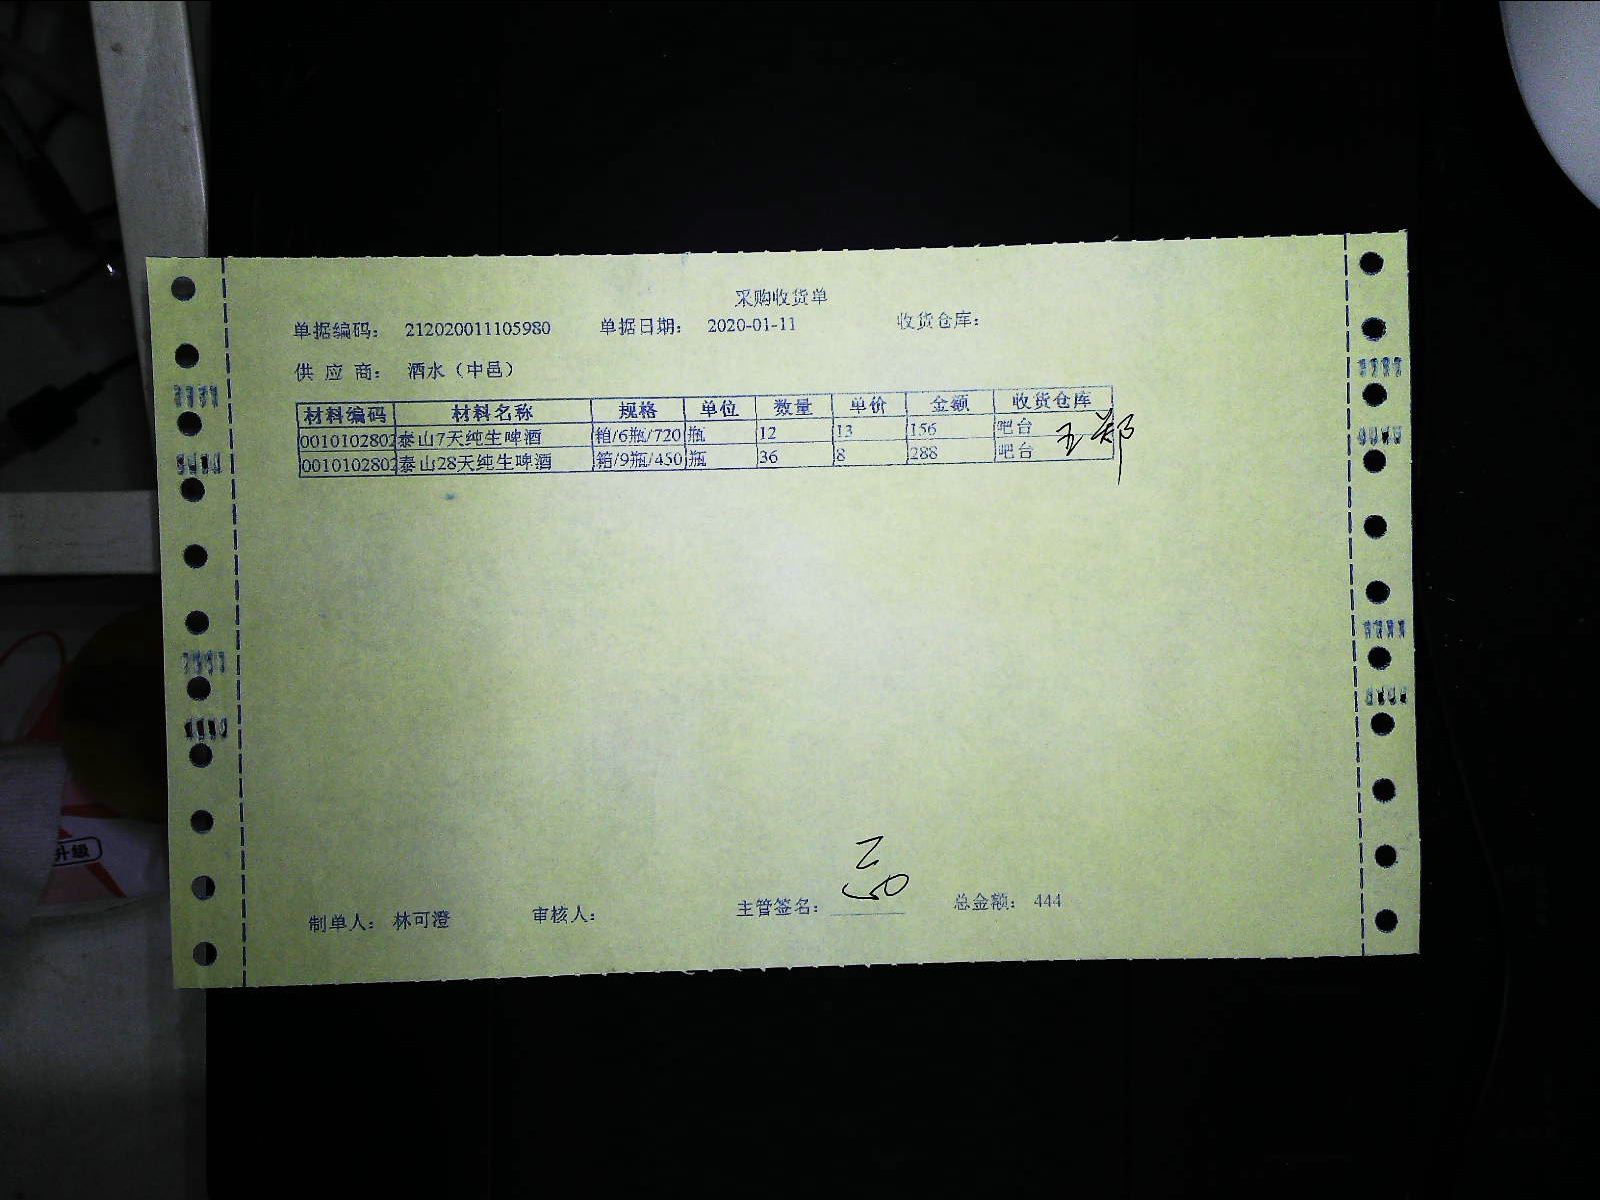 采购收货单
单据编码: 212020011105980 单据日期: 2020-01-11 收货仓库:
供 应 商: 酒水（中邑）
材料编码 材料名称 规格 单位 数量 单价 金额 收货仓库
0010102802 泰山7天纯生啤酒 箱/6瓶/720 瓶 12 13 156 吧台
0010102802 泰山28天纯生啤酒 箱/9瓶/450 瓶 36 8 288 吧台
制单人: 林可澄 审核人: 主管签名: 总金额: 444
升級